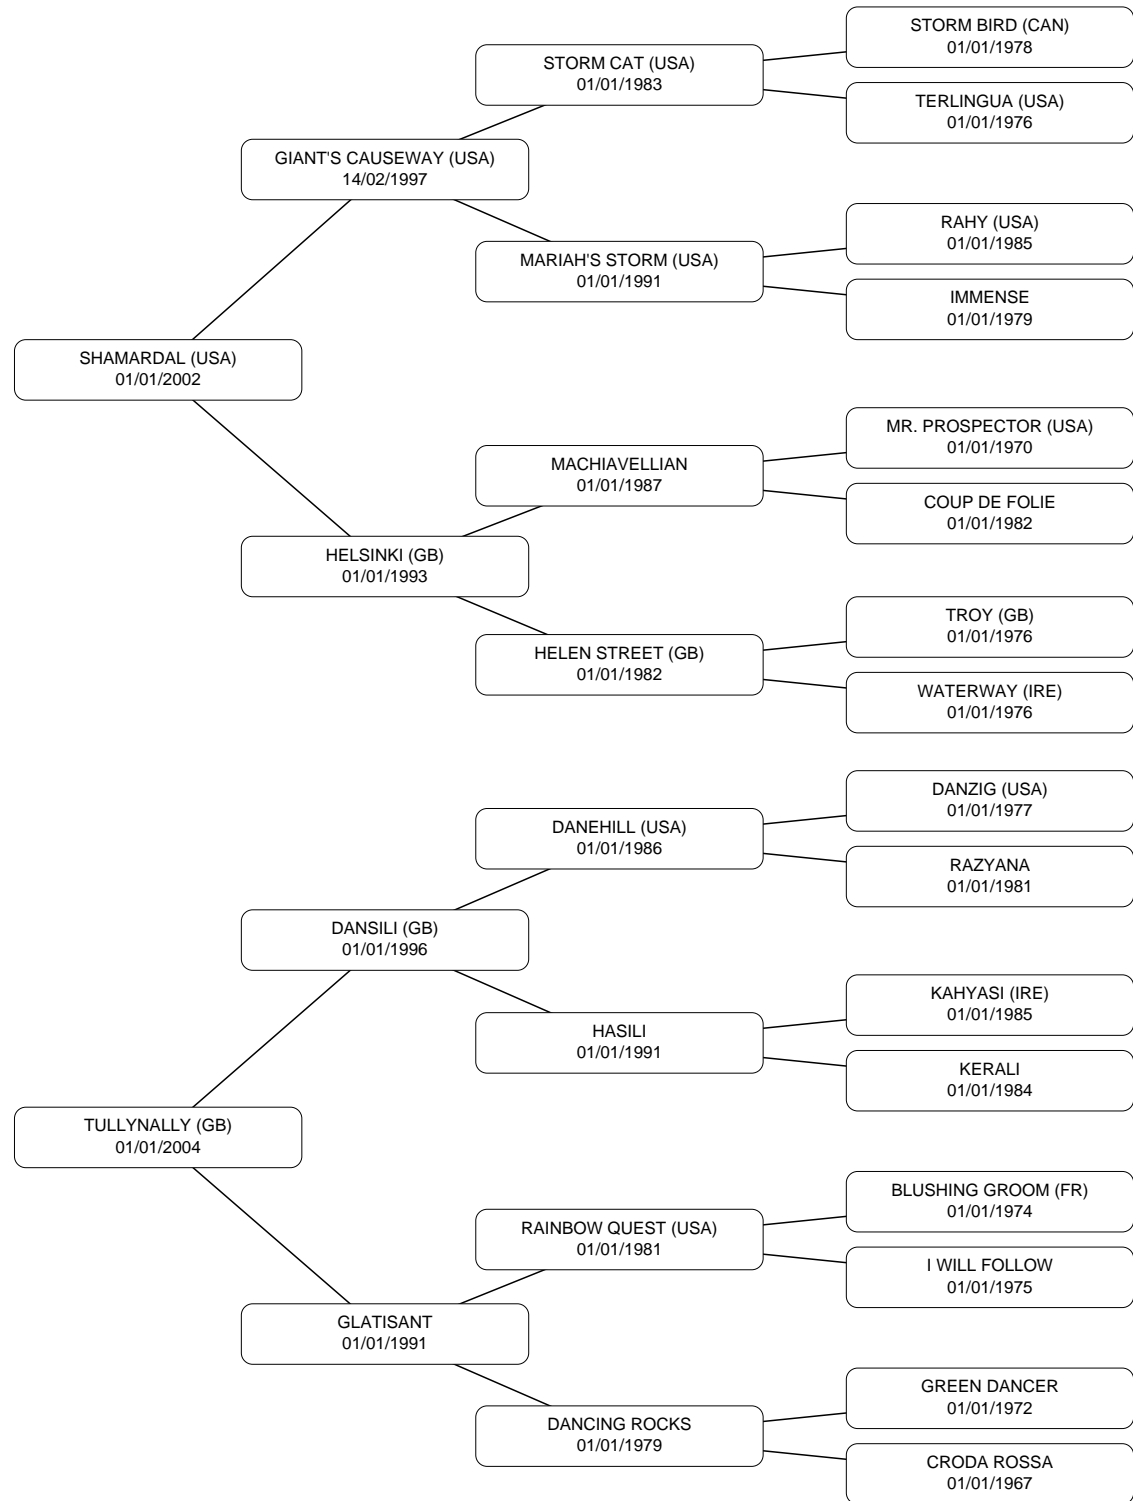 STORM BIRD (CAN)
01/01/1978
STORM CAT (USA)
01/01/1983
TERLINGUA (USA)
01/01/1976
GIANT'S CAUSEWAY (USA)
14/02/1997
RAHY (USA)
01/01/1985
MARIAH'S STORM (USA)
01/01/1991
IMMENSE
01/01/1979
SHAMARDAL (USA)
01/01/2002
MR. PROSPECTOR (USA)
01/01/1970
MACHIAVELLIAN
01/01/1987
COUP DE FOLIE
01/01/1982
HELSINKI (GB)
01/01/1993
TROY (GB)
01/01/1976
HELEN STREET (GB)
01/01/1982
WATERWAY (IRE)
01/01/1976
DANZIG (USA)
01/01/1977
DANEHILL (USA)
01/01/1986
RAZYANA
01/01/1981
DANSILI (GB)
01/01/1996
KAHYASI (IRE)
01/01/1985
HASILI
01/01/1991
KERALI
01/01/1984
TULLYNALLY (GB)
01/01/2004
BLUSHING GROOM (FR)
01/01/1974
RAINBOW QUEST (USA)
01/01/1981
I WILL FOLLOW
01/01/1975
GLATISANT
01/01/1991
GREEN DANCER
01/01/1972
DANCING ROCKS
01/01/1979
CRODA ROSSA
01/01/1967